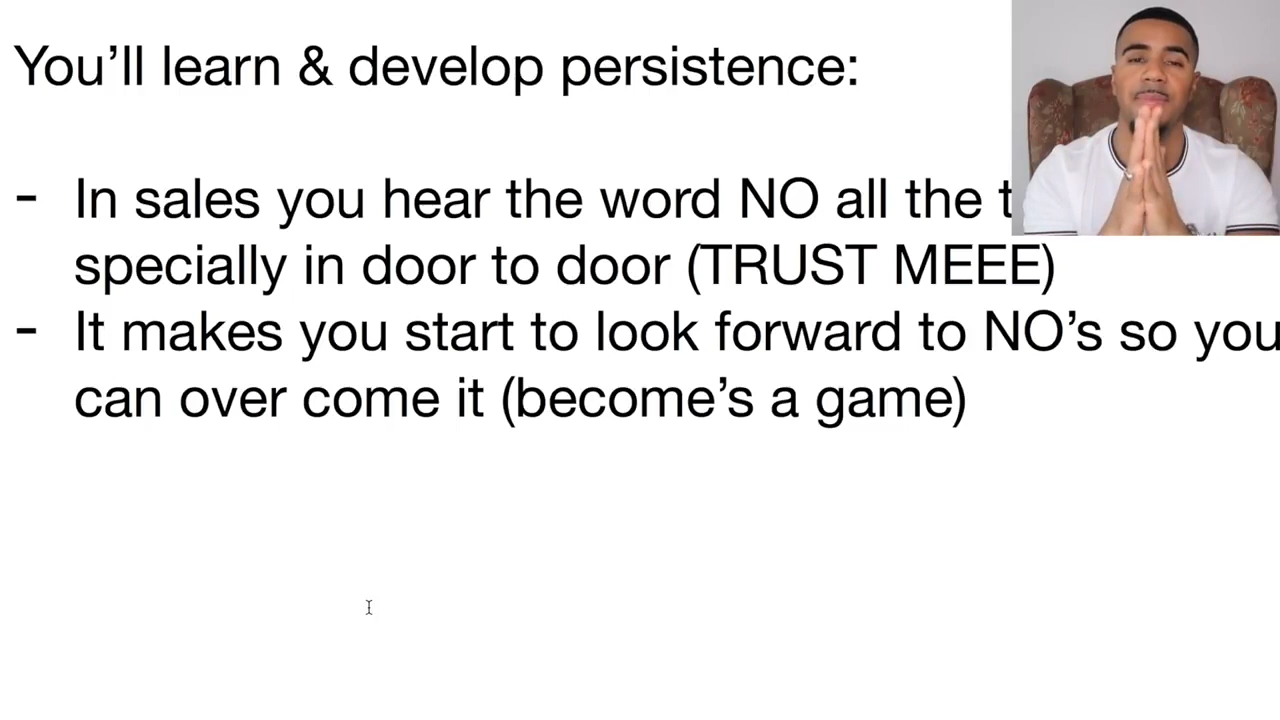 You’ll learn & develop persistence:
- In sales you hear the word NO all the
specially in door to door (TRUST MEEE)
- It makes you start to look forward to NO’s so you
can over come it (become’s a game)